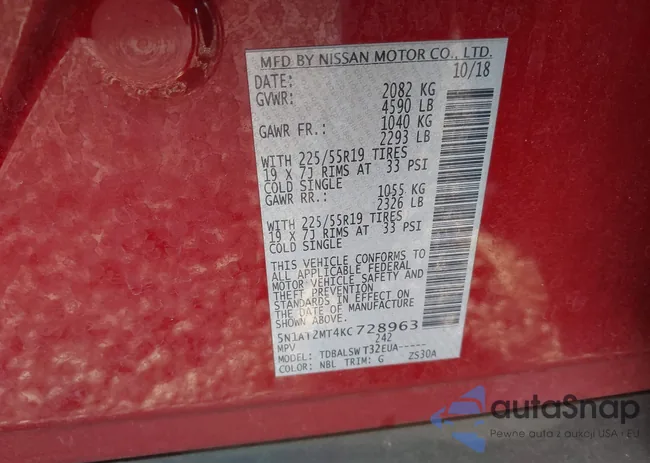 MFD BY NISSAN MOTOR CO., LTD.
DATE: 10/18
GVWR: 2082 KG
4590 LB
GAWR FR.: 1040 KG
2293 LB
WITH 225/55R19 TIRES
19 X 7J RIMS AT 33 PSI
COLD SINGLE
GAWR RR.: 1055 KG
2326 LB
WITH 225/55R19 TIRES
19 X 7J RIMS AT 33 PSI
COLD SINGLE
THIS VEHICLE CONFORMS TO
ALL APPLICABLE FEDERAL
MOTOR VEHICLE SAFETY AND
THEFT PREVENTION
STANDARDS IN EFFECT ON
THE DATE OF MANUFACTURE
SHOWN ABOVE.
5N1AT2MT4KC728963
MPV 242
MODEL: TDBALSWT32EUA-----
COLOR: NBL TRIM: G ZS30A
autaSnap
Pewne auta z aukcji USA i EU